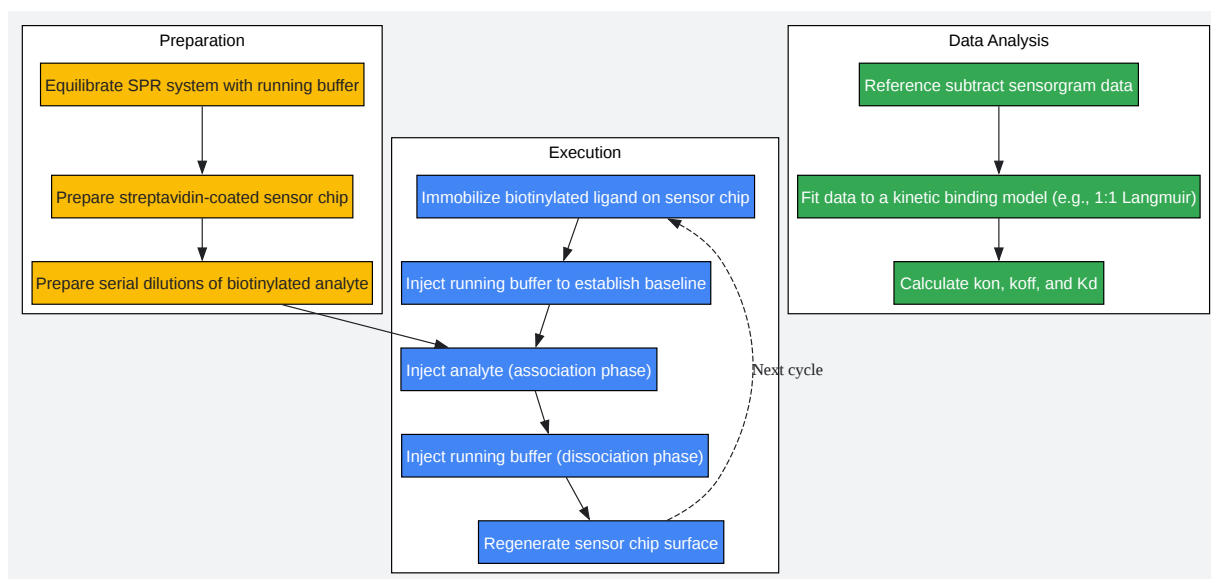 Preparation
Equilibrate SPR system with running buffer
Prepare streptavidin-coated sensor chip
Prepare serial dilutions of biotinylated analyte
Execution
Immobilize biotinylated ligand on sensor chip
Inject running buffer to establish baseline
Inject analyte (association phase)
Next cycle
Inject running buffer (dissociation phase)
Regenerate sensor chip surface
Data Analysis
Reference subtract sensorgram data
Fit data to a kinetic binding model (e.g., 1:1 Langmuir)
Calculate kon, koff, and Kd